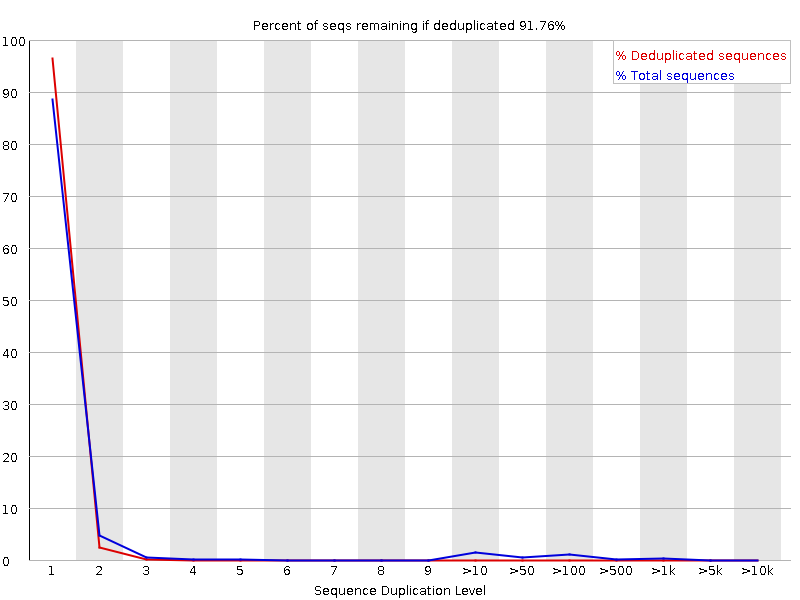 Percent of seqs remaining if deduplicated 91.76%
% Deduplicated sequences
% Total sequences
100
90
80
70
60
50
40
30
20
10
0
1 2 3 4 5 6 7 8 9 >10 >50 >100 >500 >1k >5k >10k
Sequence Duplication Level